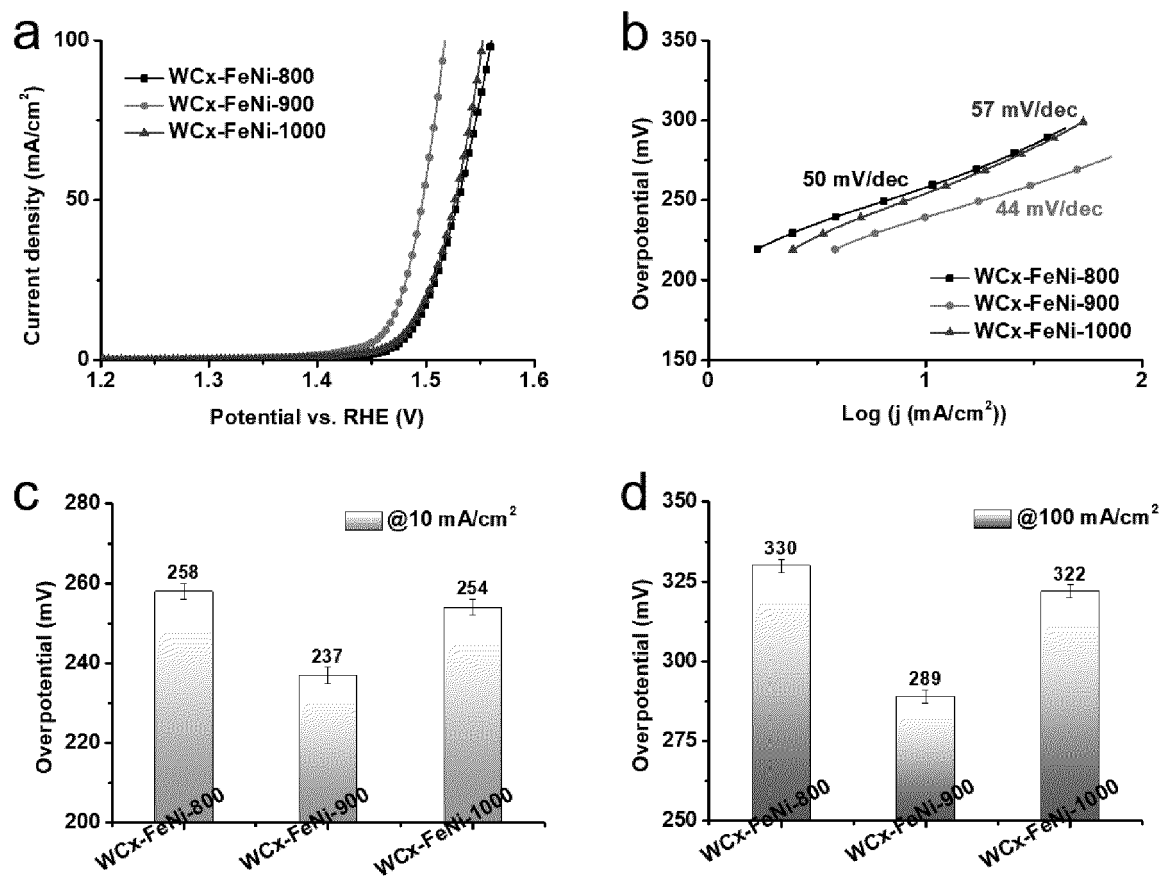 a
100
50
0
Current density (mA/cm²)
WCx-FeNi-800
WCx-FeNi-900
WCx-FeNi-1000
1.2
1.3
1.4
1.5
1.6
Potential vs. RHE (V)
b
350
300
250
200
150
Overpotential (mV)
57 mV/dec
50 mV/dec
44 mV/dec
WCx-FeNi-800
WCx-FeNi-900
WCx-FeNi-1000
0
1
2
Log (j (mA/cm²))
c
280
260
240
220
200
Overpotential (mV)
@10 mA/cm²
258
237
254
WCx-FeNi-800
WCx-FeNi-900
WCx-FeNi-1000
d
350
325
300
275
250
Overpotential (mV)
@100 mA/cm²
330
289
322
WCx-FeNi-800
WCx-FeNi-900
WCx-FeNi-1000